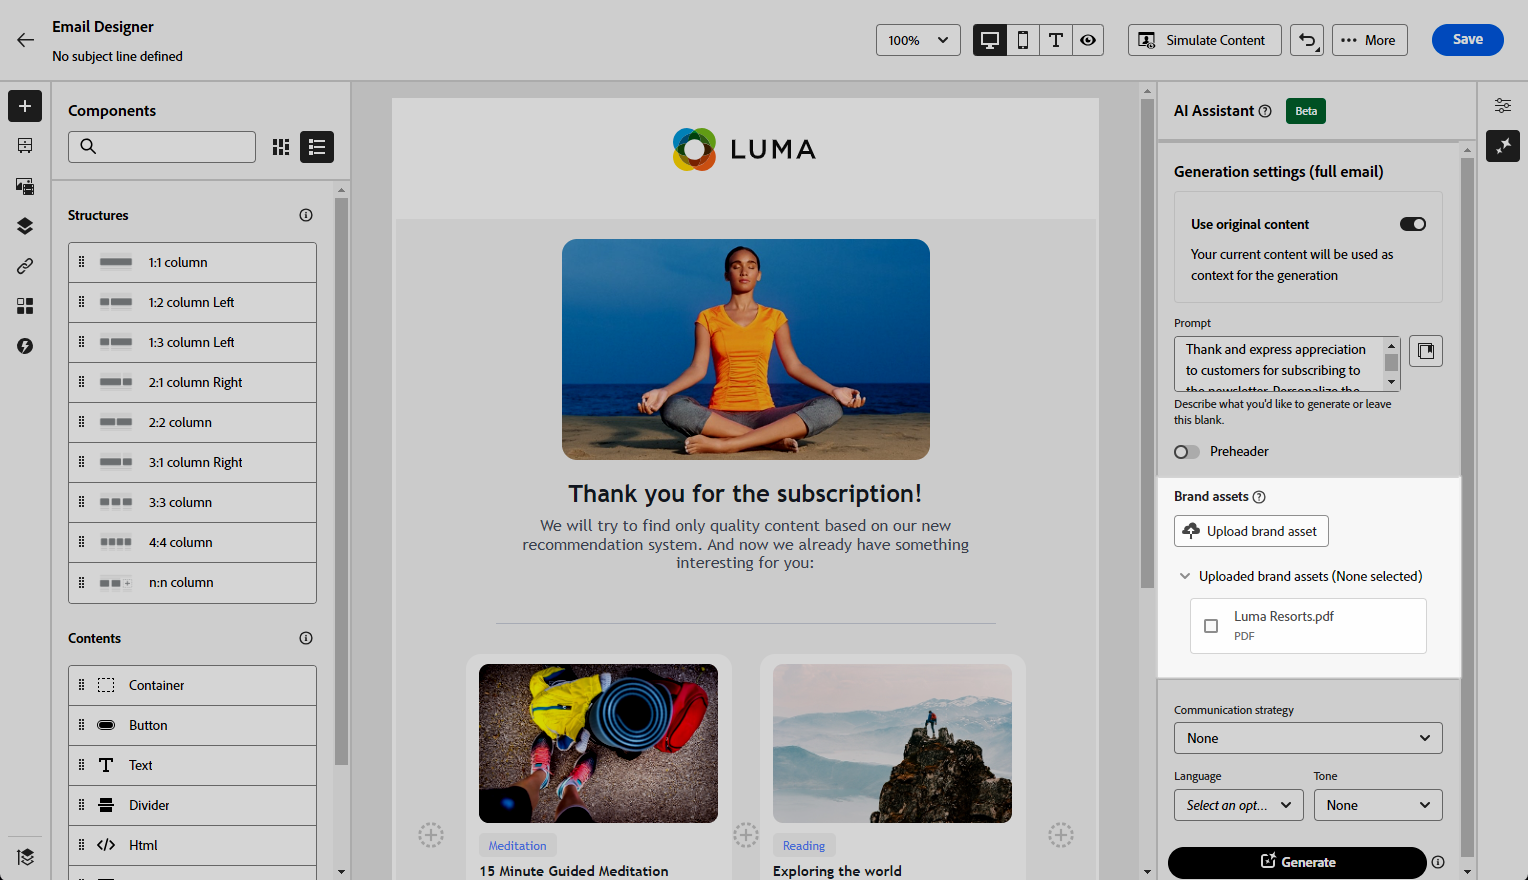 Email Designer
No subject line defined
100%
Simulate Content
More
Save
Components
Structures
1:1 column
1:2 column Left
1:3 column Left
2:1 column Right
2:2 column
3:1 column Right
3:3 column
4:4 column
n:n column
Contents
Container
Button
Text
Divider
Html
LUMA
Thank you for the subscription!
We will try to find only quality content based on our new
recommendation system. And now we already have something
interesting for you:
Meditation
15 Minute Guided Meditation
Reading
Exploring the world
AI Assistant
Beta
Generation settings (full email)
Use original content
Your current content will be used as
context for the generation
Prompt
Thank and express appreciation
to customers for subscribing to
the newsletter. Personalize the
Describe what you'd like to generate or leave
this blank.
Preheader
Brand assets
Upload brand asset
Uploaded brand assets (None selected)
Luma Resorts.pdf
PDF
Communication strategy
None
Language
Tone
Select an opt...
None
Generate